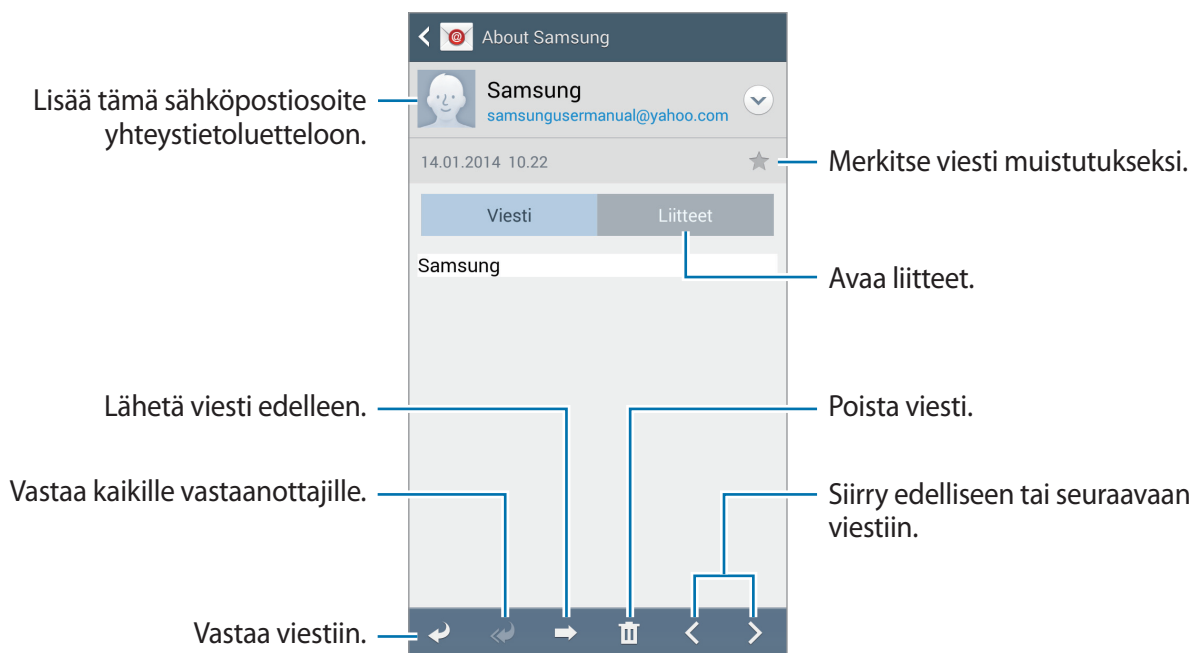 About Samsung
Lisää tämä sähköpostiosoite
yhteystietoluetteloon.
Samsung
samsungusermanual@yahoo.com
14.01.2014 10.22
Merkitse viesti muistutukseksi.
Viesti
Liitteet
Samsung
Avaa liitteet.
Lähetä viesti edelleen.
Poista viesti.
Vastaa kaikille vastaanottajille.
Siirry edelliseen tai seuraavaan
viestiin.
Vastaa viestiin.